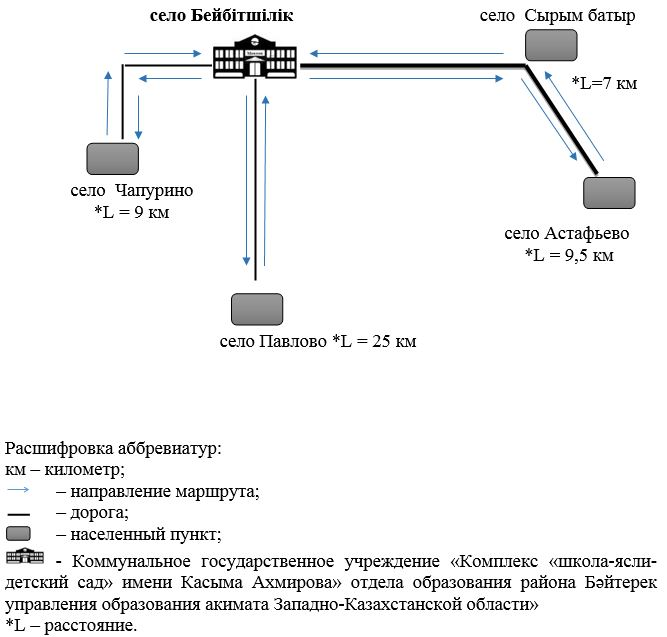 село Бейбітшілік
село Сырым батыр
*L=7 км
село Чапурино
*L = 9 км
село Астафьево
*L = 9,5 км
село Павлово *L = 25 км
Расшифровка аббревиатур:
км – километр;
– направление маршрута;
– дорога;
– населенный пункт;
- Коммунальное государственное учреждение «Комплекс «школа-ясли-
детский сад» имени Касыма Ахмирова» отдела образования района Бәйтерек
управления образования акимата Западно-Казахстанской области»
*L – расстояние.